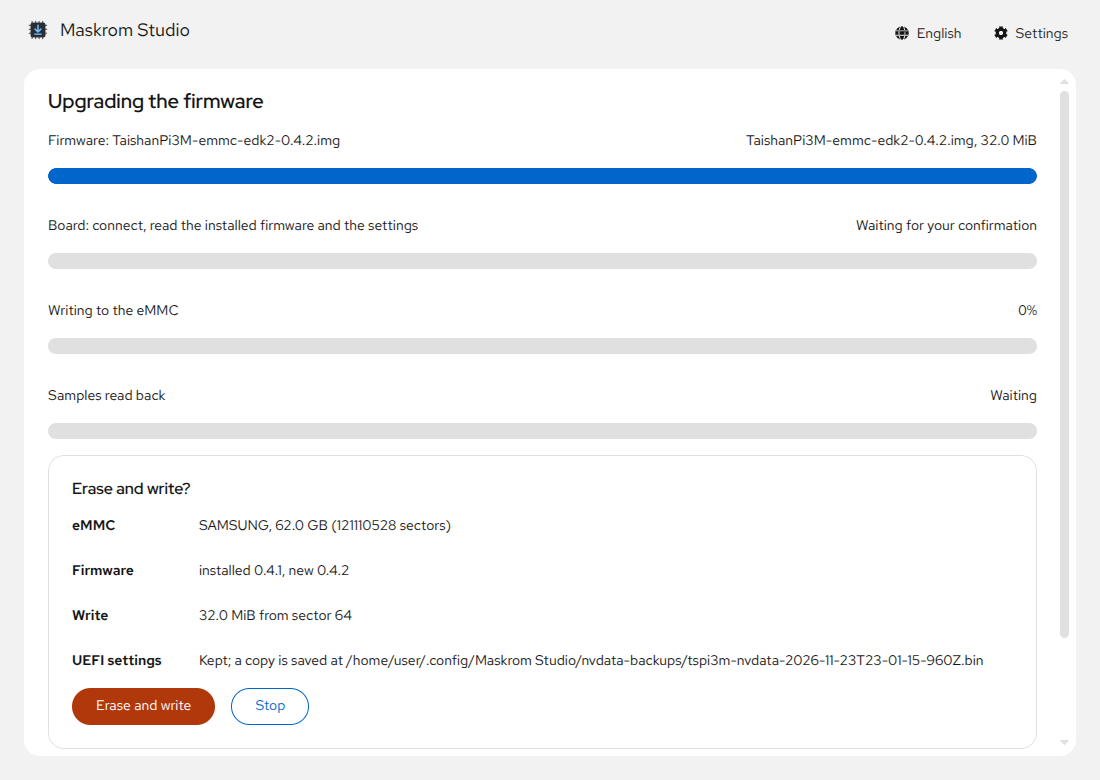 Maskrom Studio
English
Settings
Upgrading the firmware
Firmware: TaishanPi3M-emmc-edk2-0.4.2.img
TaishanPi3M-emmc-edk2-0.4.2.img, 32.0 MiB
Board: connect, read the installed firmware and the settings
Waiting for your confirmation
Writing to the eMMC
0%
Samples read back
Waiting
Erase and write?
eMMC
SAMSUNG, 62.0 GB (121110528 sectors)
Firmware
installed 0.4.1, new 0.4.2
Write
32.0 MiB from sector 64
UEFI settings
Kept; a copy is saved at /home/user/.config/Maskrom Studio/nvdata-backups/tspi3m-nvdata-2026-11-23T23-01-15-960Z.bin
Erase and write
Stop